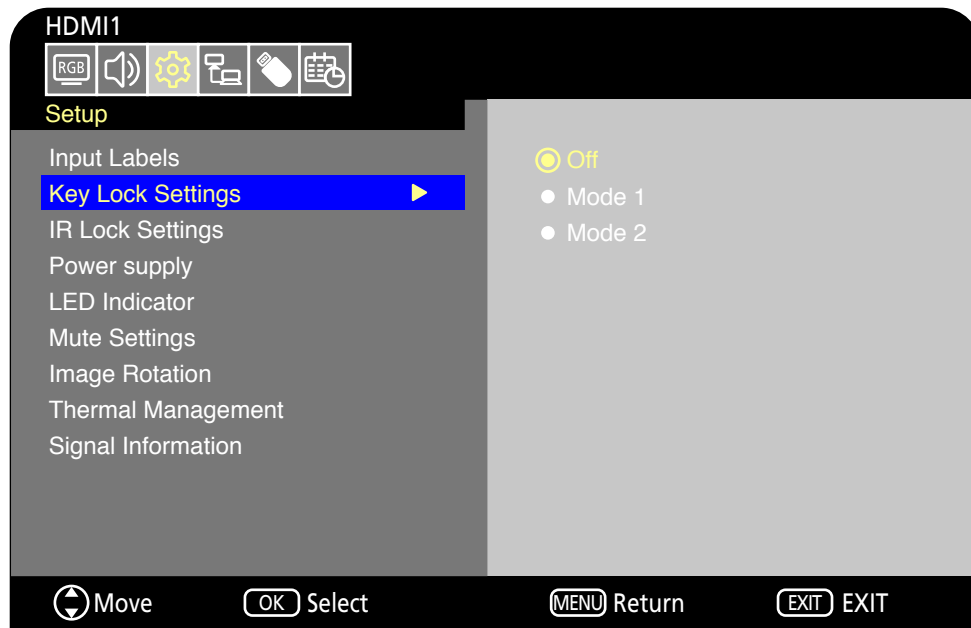 HDMI1
RGB
Setup
Input Labels
Key Lock Settings
IR Lock Settings
Power supply
LED Indicator
Mute Settings
Image Rotation
Thermal Management
Signal Information
Off
Mode 1
Mode 2
Move OK Select MENU Return EXIT EXIT